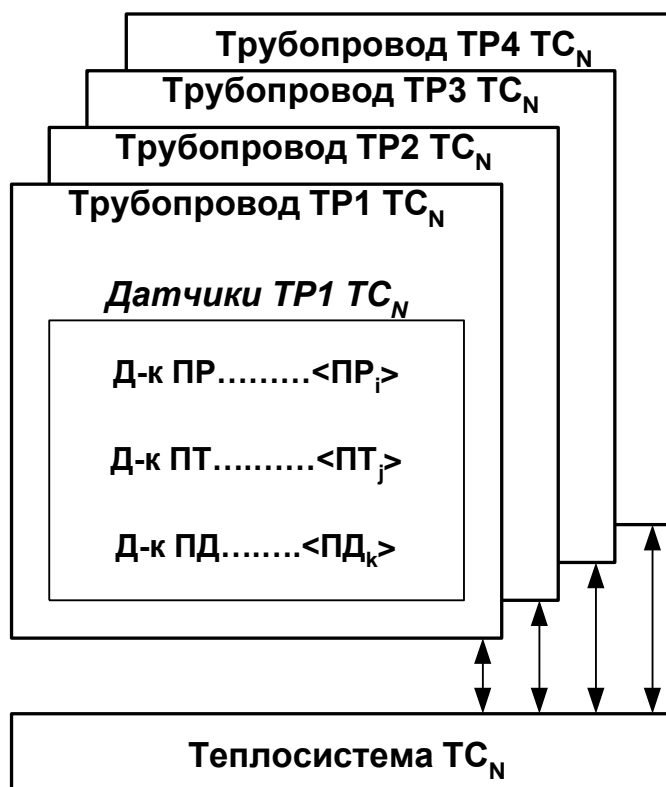 Трубопровод ТР4 ТС_N
Трубопровод ТР3 ТС_N
Трубопровод ТР2 ТС_N
Трубопровод ТР1 ТС_N
Датчики ТР1 ТС_N
Д-к ПР………<ПР_i>
Д-к ПТ….……<ПТ_j>
Д-к ПД…….<ПД_k>
Теплосистема ТС_N